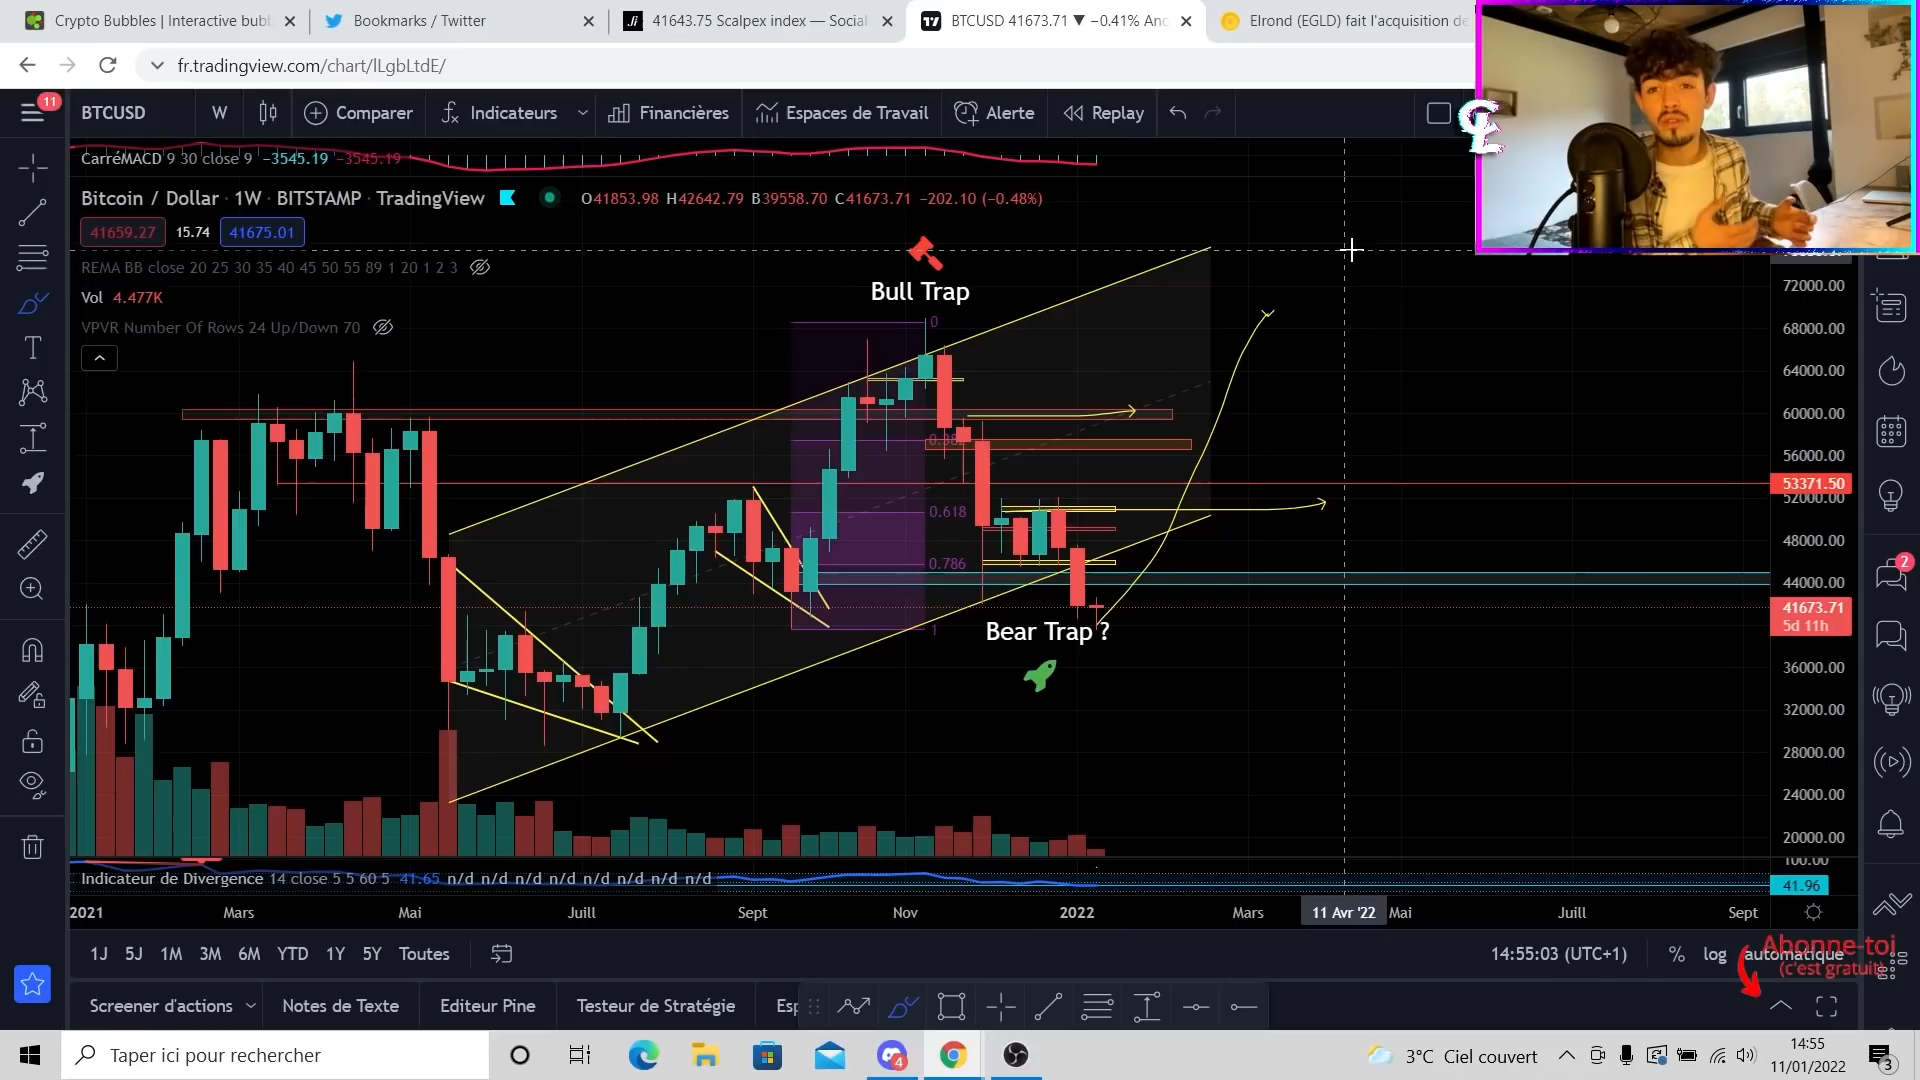 Crypto Bubbles | Interactive bubb
Bookmarks / Twitter
41643.75 Scalpex index — Social
BTCUSD 41673.71 ▼ −0.41% Anc
Elrond (EGLD) fait l'acquisition de
fr.tradingview.com/chart/lLgbLtdE/
11
BTCUSD
W
Comparer
Indicateurs
Financières
Espaces de Travail
Alerte
Replay
CarréMACD 9 30 close 9 −3545.19 −3545.19
Bitcoin / Dollar · 1W · BITSTAMP · TradingView
O41853.98 H42642.79 B39558.70 C41673.71 −202.10 (−0.48%)
41659.27 15.74 41675.01
REMA BB close 20 25 30 35 40 45 50 55 89 1 20 1 2 3
Vol 4.477K
VPVR Number Of Rows 24 Up/Down 70
Bull Trap
0
0.382
0.618
0.786
1
Bear Trap ?
72000.00
68000.00
64000.00
60000.00
56000.00
53371.50
52000.00
48000.00
44000.00
41673.71
5d 11h
36000.00
32000.00
28000.00
24000.00
20000.00
100.00
41.96
2
Indicateur de Divergence 14 close 5 5 60 5 41.65 n/d n/d n/d n/d n/d n/d n/d n/d
2021 Mars Mai Juill Sept Nov 2022 Mars 11 Avr '22 Mai Juill Sept
1J 5J 1M 3M 6M YTD 1Y 5Y Toutes
14:55:03 (UTC+1) % log automatique
Abonne-toi
(c'est gratuit)
Screener d'actions
Notes de Texte
Editeur Pine
Testeur de Stratégie
Esp
Taper ici pour rechercher
4
3°C Ciel couvert
14:55
11/01/2022
3